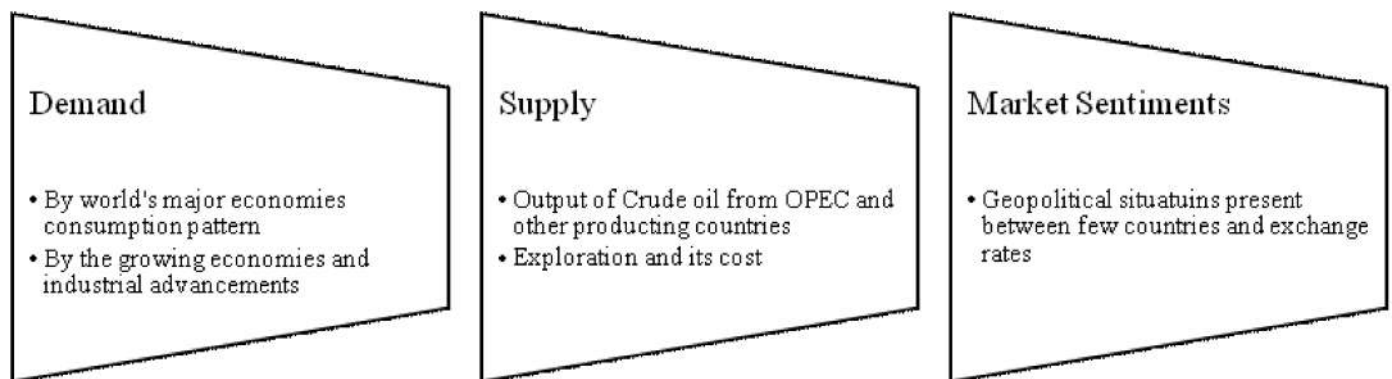 Demand
• By world's major economies
consumption pattern
• By the growing economies and
industrial advancements
Supply
• Output of Crude oil from OPEC and
other producting countries
• Exploration and its cost
Market Sentiments
• Geopolitical situatuins present
between few countries and exchange
rates